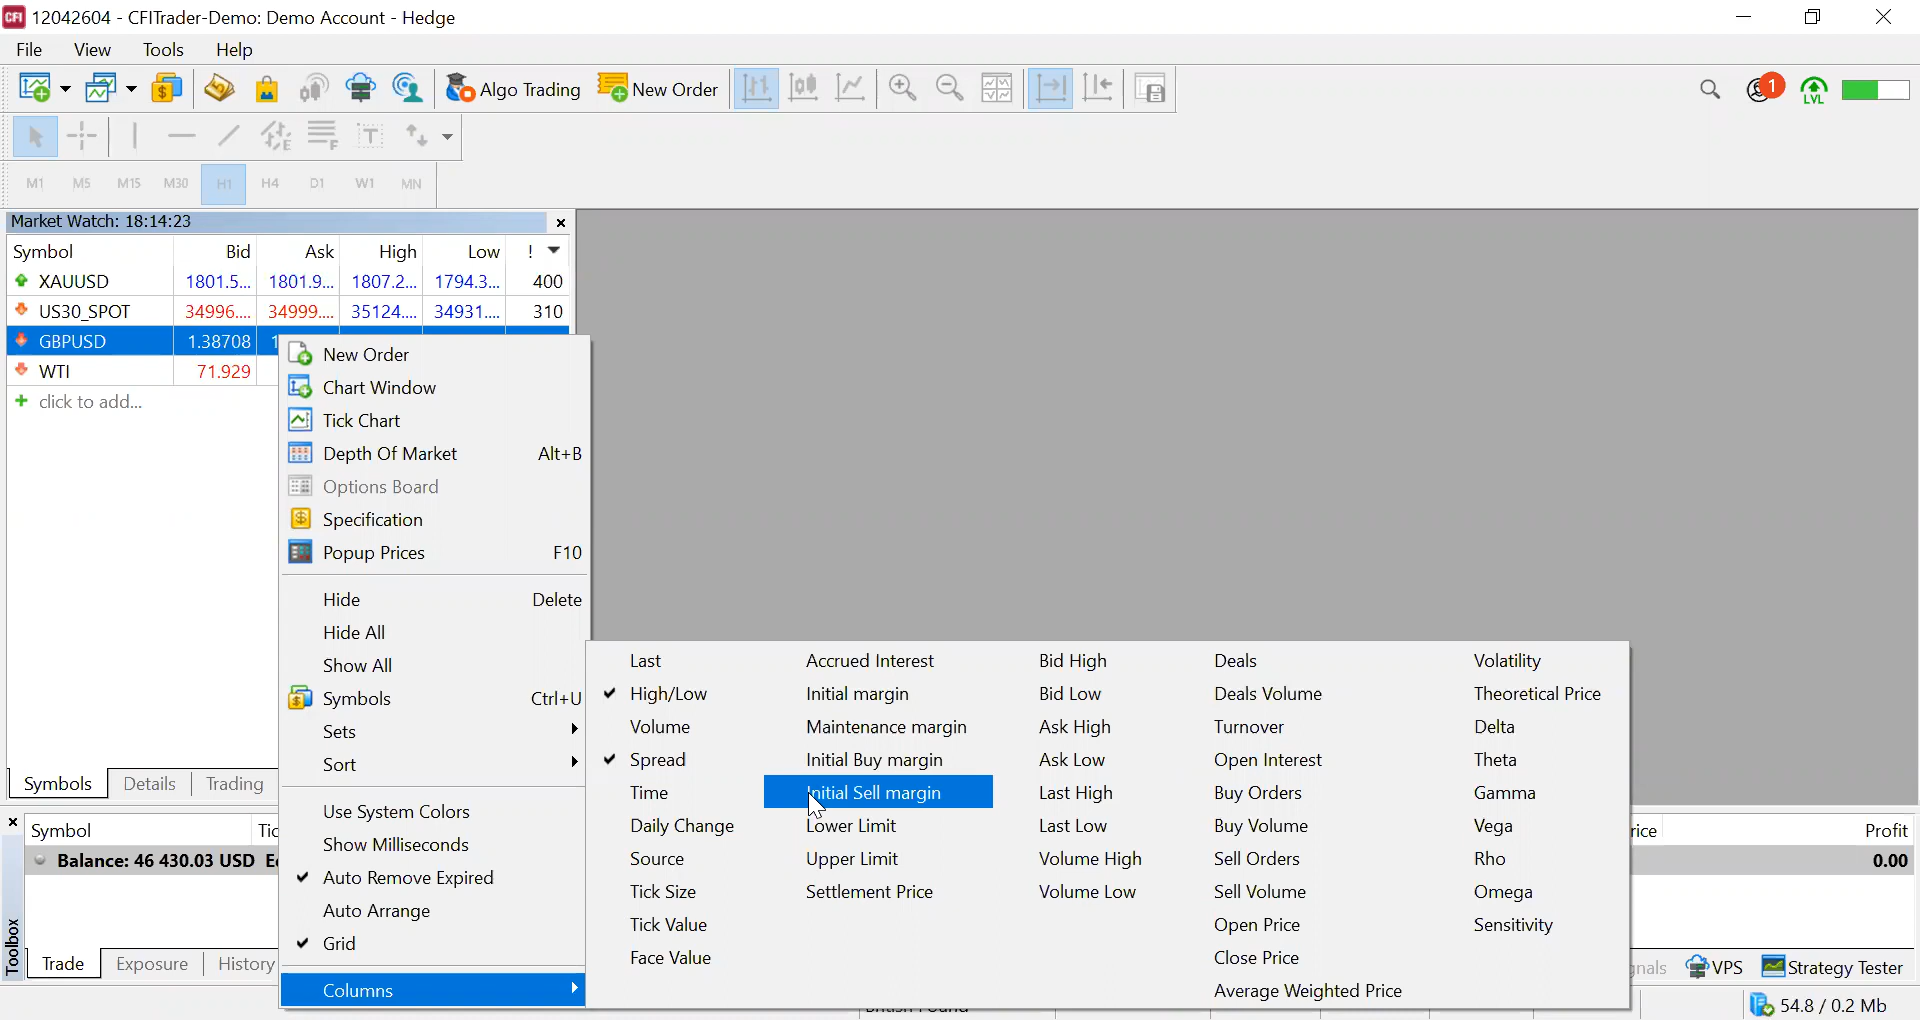 CFI 12042604 - CFITrader-Demo: Demo Account - Hedge
File View Tools Help
Algo Trading New Order 1 LVL
M1 M5 M15 M30 H1 H4 D1 W1 MN
Market Watch: 18:14:23
Symbol Bid Ask High Low !
XAUUSD 1801.5... 1801.9... 1807.2... 1794.3... 400
US30_SPOT 34996.... 34999.... 35124.... 34931.... 310
GBPUSD 1.38708 1
WTI 71.929
+ click to add...
New Order
Chart Window
Tick Chart
Depth Of Market Alt+B
Options Board
Specification
Popup Prices F10
Hide Delete
Hide All
Show All
Symbols Ctrl+U
Sets
Sort
Use System Colors
Show Milliseconds
Auto Remove Expired
Auto Arrange
Grid
Columns
Last Accrued Interest Bid High Deals Volatility
High/Low Initial margin Bid Low Deals Volume Theoretical Price
Volume Maintenance margin Ask High Turnover Delta
Spread Initial Buy margin Ask Low Open Interest Theta
Time Initial Sell margin Last High Buy Orders Gamma
Daily Change Lower Limit Last Low Buy Volume Vega
Source Upper Limit Volume High Sell Orders Rho
Tick Size Settlement Price Volume Low Sell Volume Omega
Tick Value Open Price Sensitivity
Face Value Close Price
Average Weighted Price
Symbols Details Trading
Symbol Tic rice Profit
Balance: 46 430.03 USD E 0.00
Toolbox
Trade Exposure History gnals VPS Strategy Tester
54.8 / 0.2 Mb